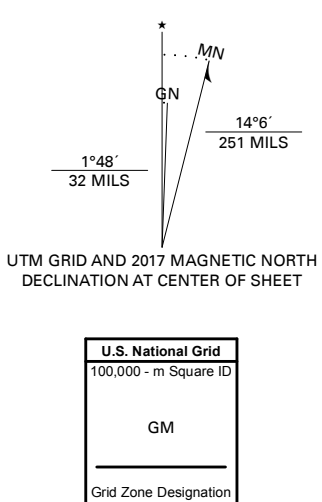 ★
MN
GN
14°6´
251 MILS
1°48´
32 MILS
UTM GRID AND 2017 MAGNETIC NORTH
DECLINATION AT CENTER OF SHEET
U.S. National Grid
100,000 - m Square ID
GM
Grid Zone Designation